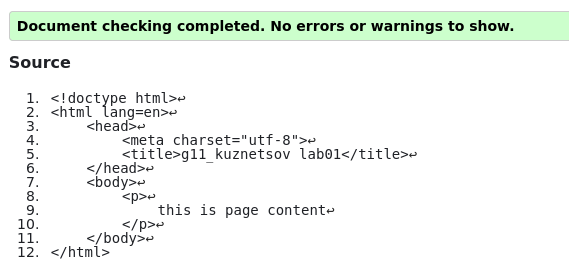 Document checking completed. No errors or warnings to show.
Source
1. <!doctype html>↩
2. <html lang=en>↩
3. <head>↩
4. <meta charset="utf-8">↩
5. <title>g11_kuznetsov lab01</title>↩
6. </head>↩
7. <body>↩
8. <p>↩
9. this is page content↩
10. </p>↩
11. </body>↩
12. </html>